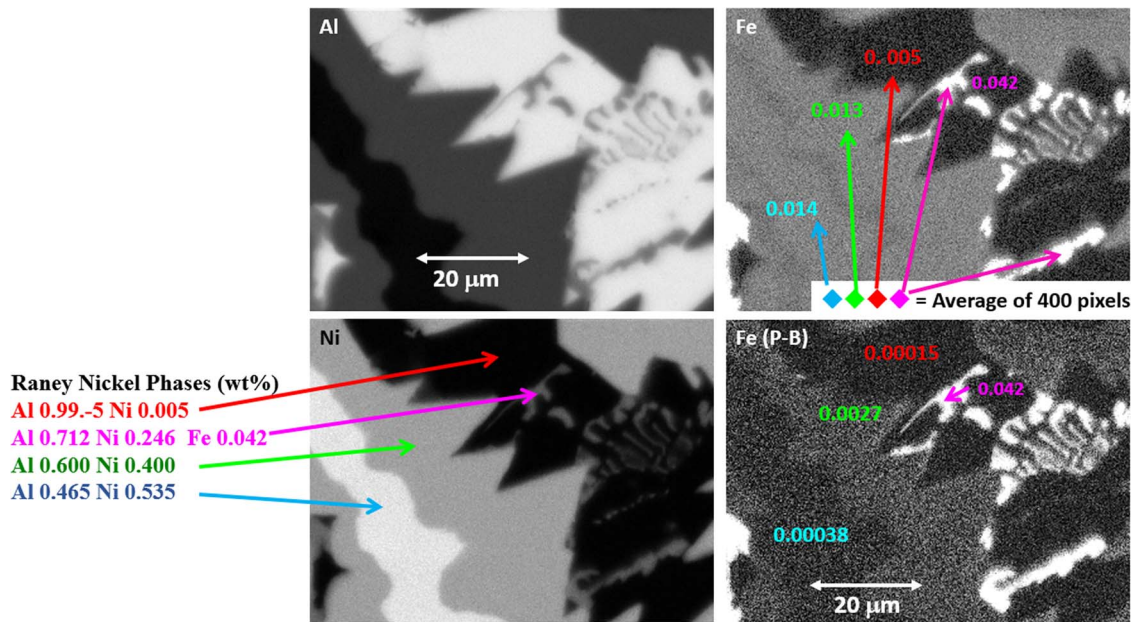 Al
20 μm
Fe
0. 005
0.042
0.013
0.014
= Average of 400 pixels
Ni
Raney Nickel Phases (wt%)
Al 0.99.-5 Ni 0.005
Al 0.712 Ni 0.246 Fe 0.042
Al 0.600 Ni 0.400
Al 0.465 Ni 0.535
Fe (P-B)
0.00015
0.042
0.0027
0.00038
20 μm